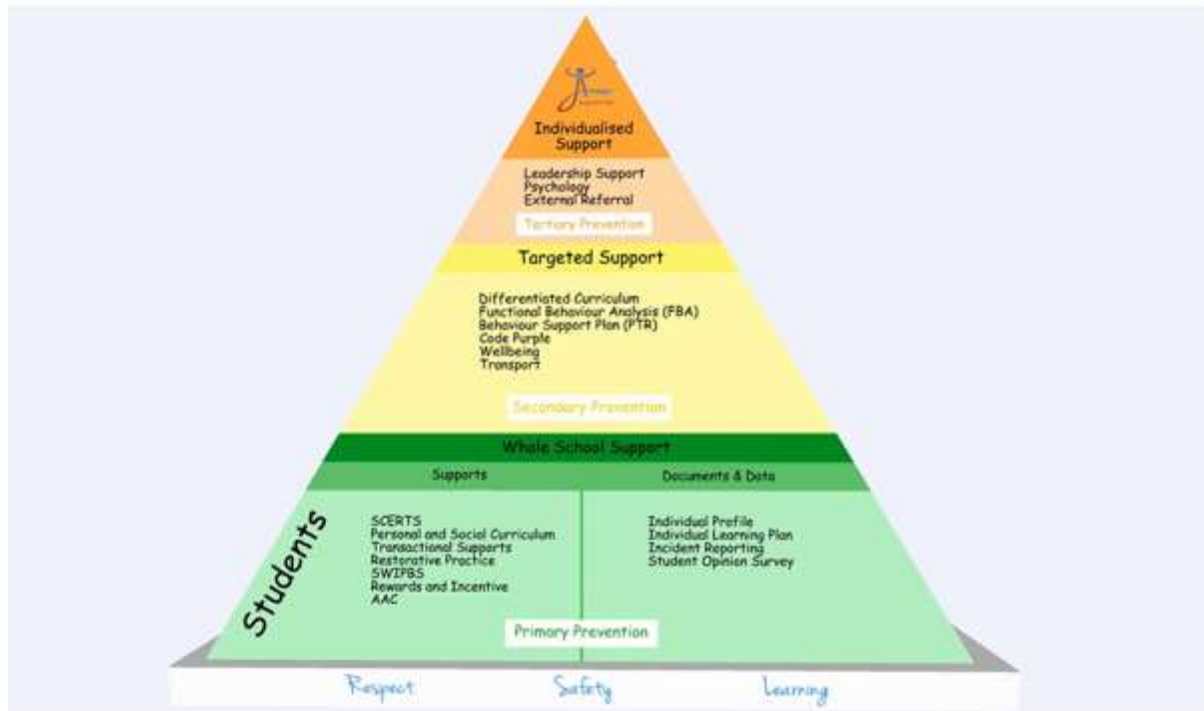 Individualised
Support
Leadership Support
Psychology
External Referral
Tertiary Prevention
Targeted Support
Differentiated Curriculum
Functional Behaviour Analysis (FBA)
Behaviour Support Plan (PTR)
Code Purple
Wellbeing
Transport
Secondary Prevention
Whole School Support
Supports
Documents & Data
Students
SCERTS
Personal and Social Curriculum
Transactional Supports
Restorative Practice
SWIPBS
Rewards and Incentive
AAC
Individual Profile
Individual Learning Plan
Incident Reporting
Student Opinion Survey
Primary Prevention
Respect
Safety
Learning